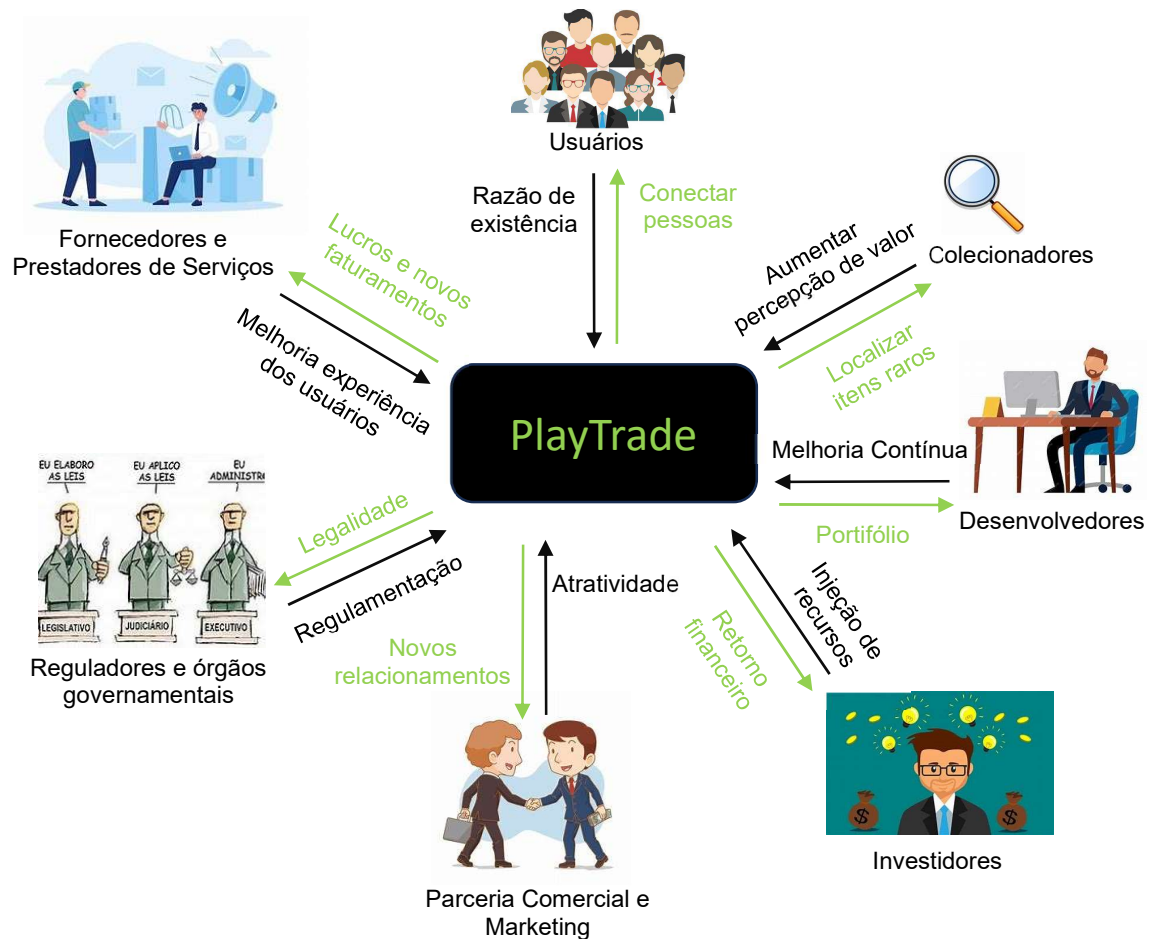 Usuários
Razão de
existência
Conectar
pessoas
Fornecedores e
Prestadores de Serviços
Lucros e novos
faturamentos
Melhoria experiência
dos usuários
Colecionadores
Aumentar
percepção de valor
Localizar
itens raros
PlayTrade
Melhoria Contínua
Portifólio
Desenvolvedores
EU ELABORO
AS LEIS
EU APLICO
AS LEIS
EU
ADMINISTR
LEGISLATIVO
JUDICIÁRIO
EXECUTIVO
Legalidade
Regulamentação
Reguladores e órgãos
governamentais
Novos
relacionamentos
Atratividade
Parceria Comercial e
Marketing
Retorno
financeiro
Injeção de
recursos
$
$
Investidores